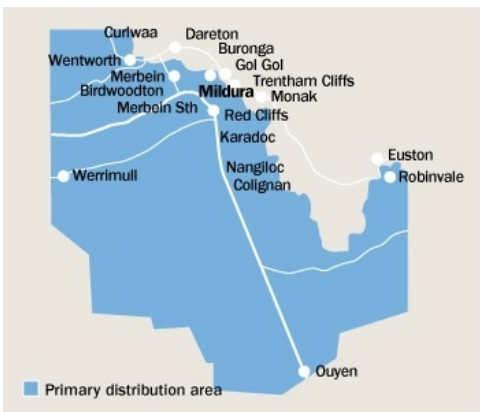 Curlwaa
Dareton
Buronga
Wentworth
Gol Gol
Merbein
Trentham Cliffs
Birdwoodton
Mildura
Monak
Merbein Sth
Red Cliffs
Karadoc
Euston
Nangiloc
Werrimull
Robinvale
Colignan
Ouyen
Primary distribution area